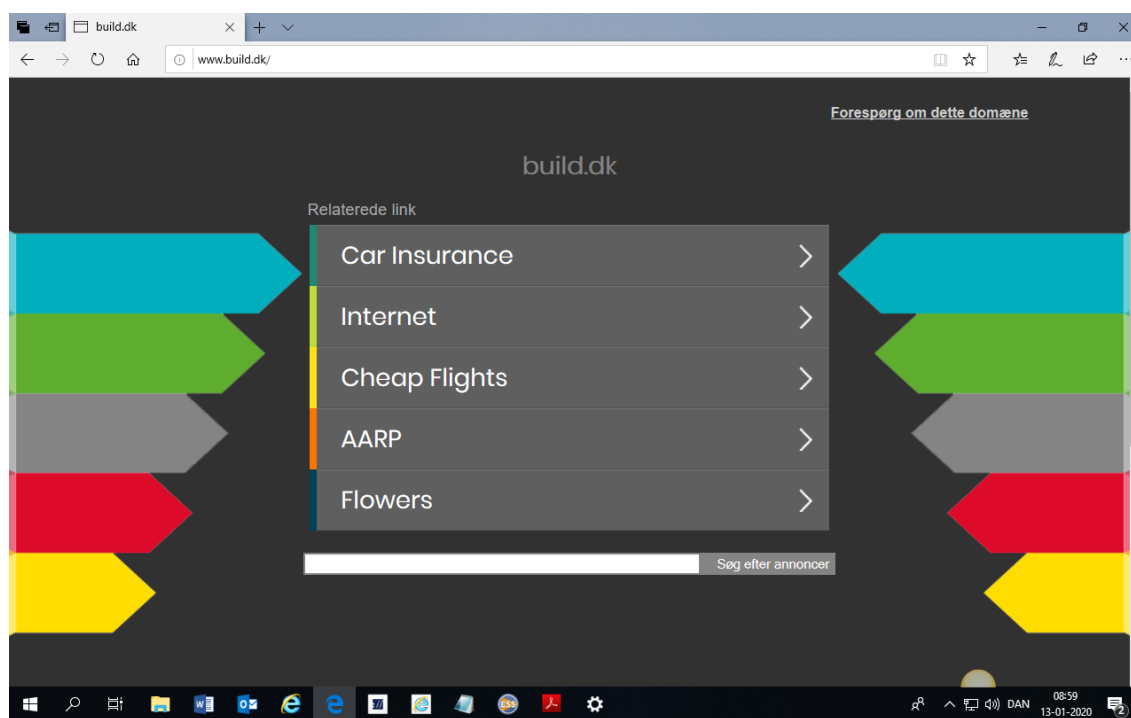 build.dk
www.build.dk/
Forespørg om dette domæne
build.dk
Relaterede link
Car Insurance
Internet
Cheap Flights
AARP
Flowers
Søg efter annoncer
DAN
08:59
13-01-2020
2